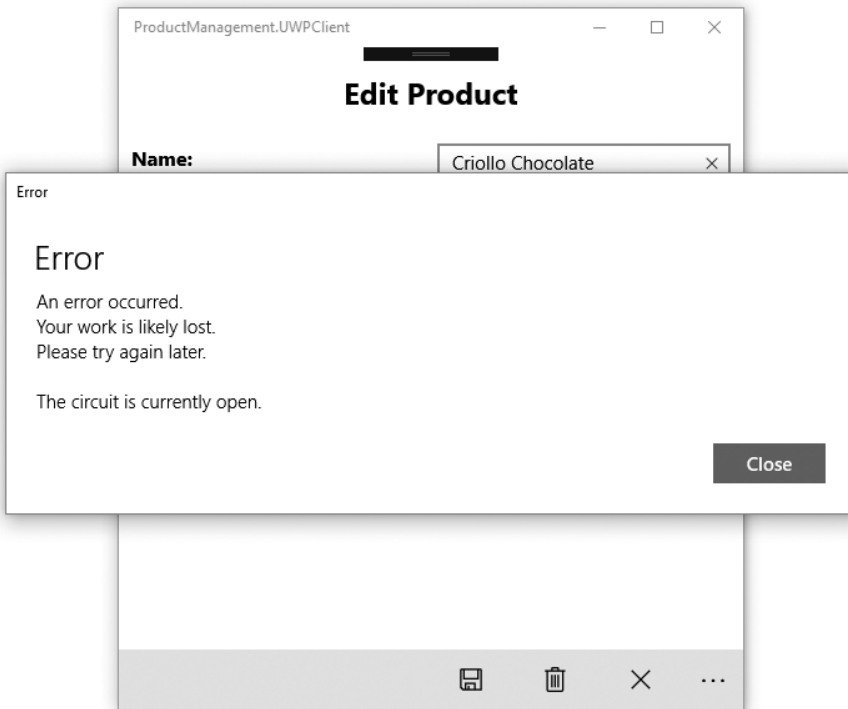 ProductManagement.UWPClient
Edit Product
Name:
Criollo Chocolate
Error
Error
An error occurred.
Your work is likely lost.
Please try again later.
The circuit is currently open.
Close